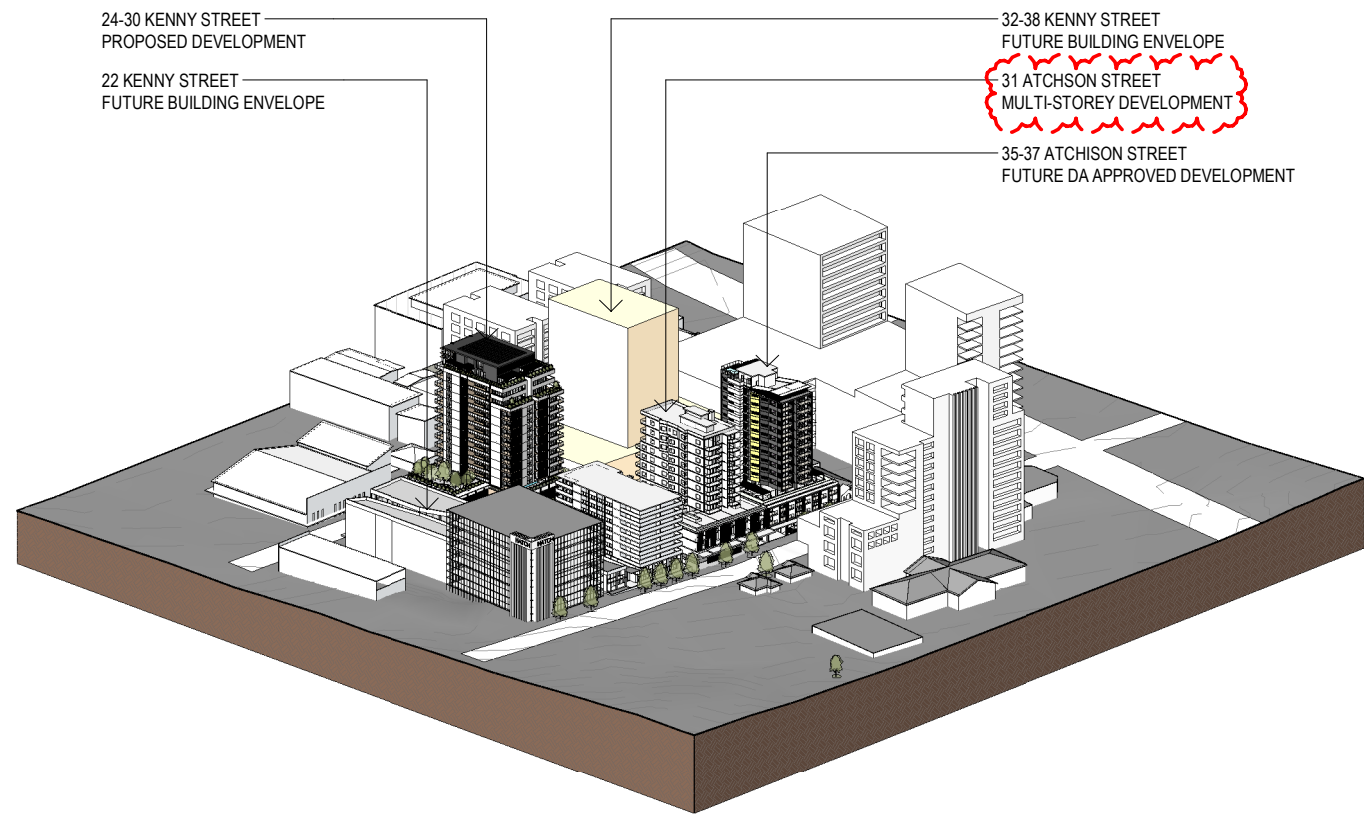 24-30 KENNY STREET
PROPOSED DEVELOPMENT
22 KENNY STREET
FUTURE BUILDING ENVELOPE
32-38 KENNY STREET
FUTURE BUILDING ENVELOPE
31 ATCHSON STREET
MULTI-STOREY DEVELOPMENT
35-37 ATCHISON STREET
FUTURE DA APPROVED DEVELOPMENT